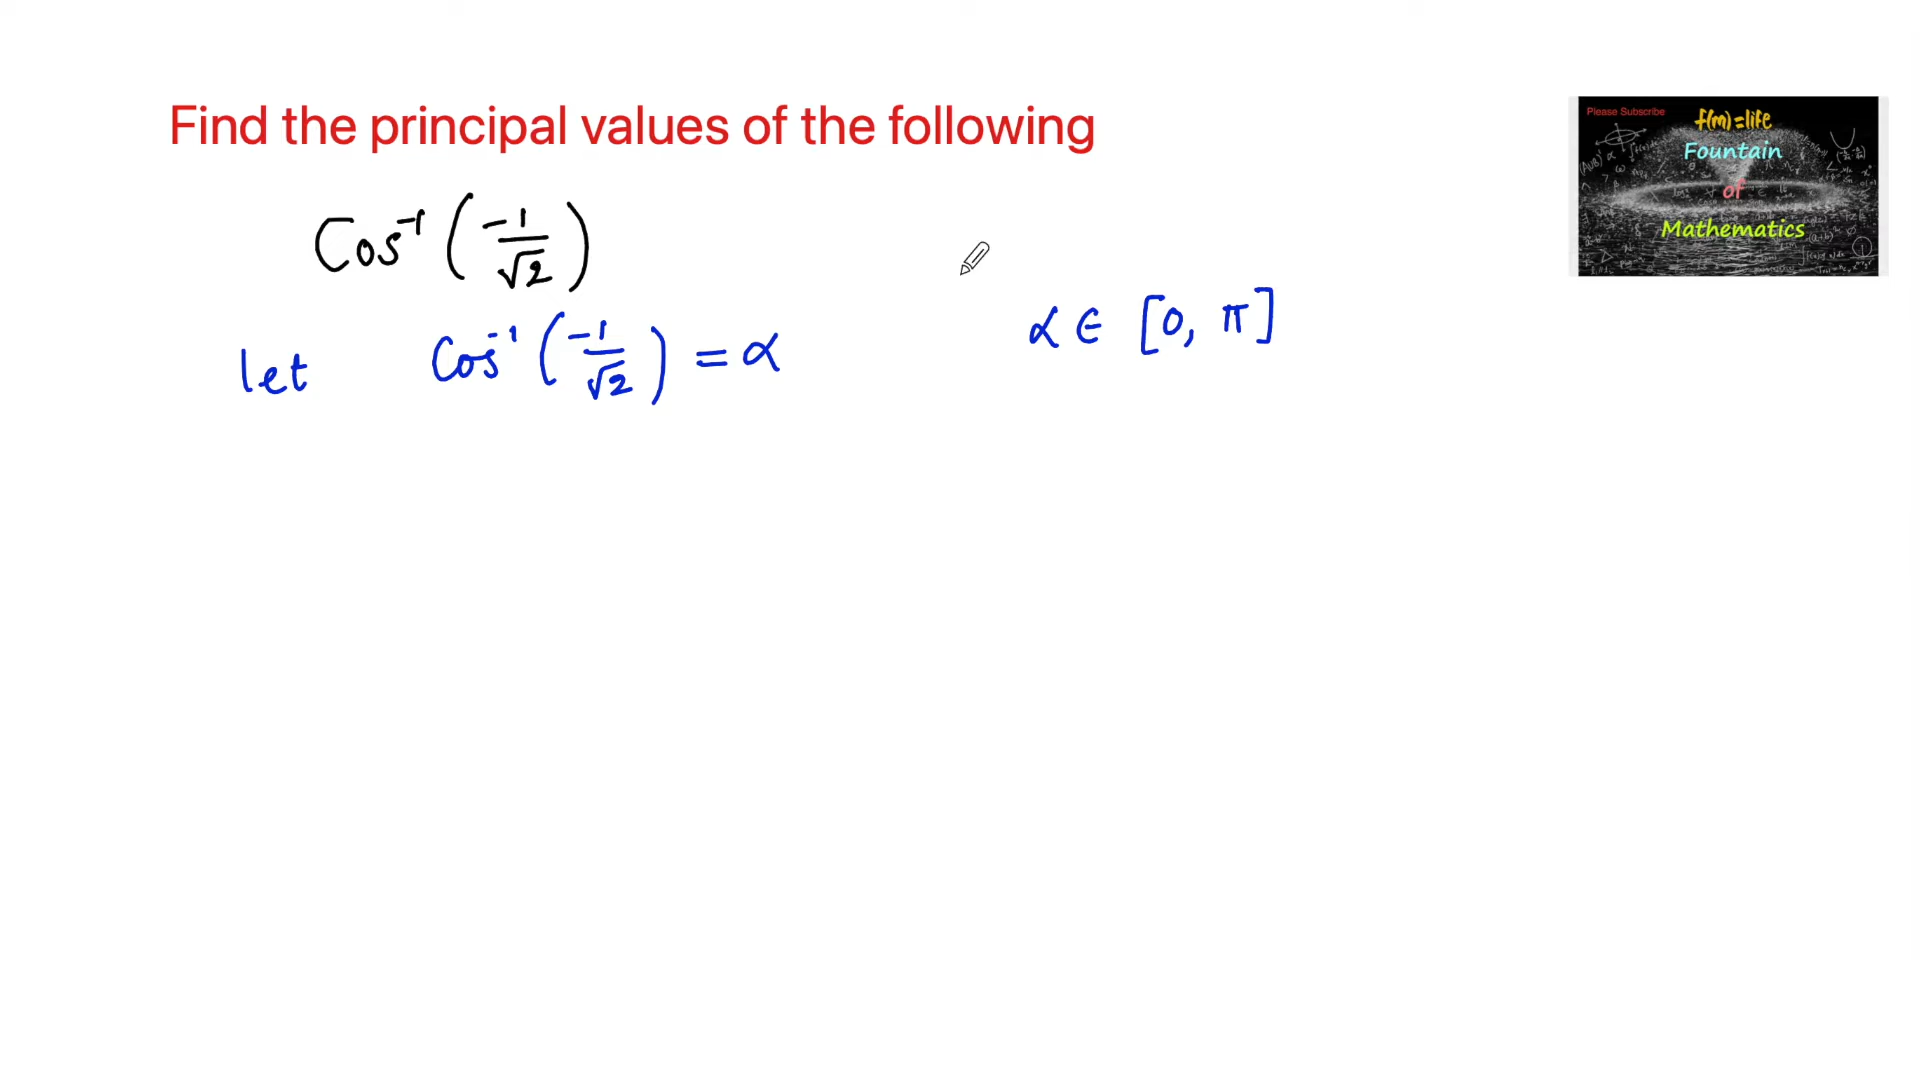 Find the principal values of the following
Please Subscribe
f(m)=life
Fountain
of
Mathematics
Cos⁻¹(-1/√2)
let Cos⁻¹(-1/√2) = α α ∈ [0, π]